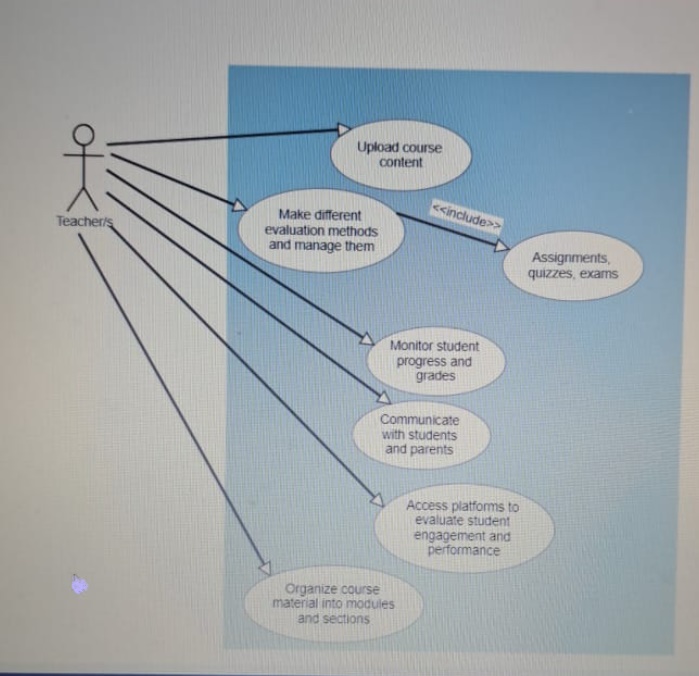 Upload course
content
Teacher/s
Make different
evaluation methods
and manage them
<<include>>
Assignments,
quizzes, exams
Monitor student
progress and
grades
Communicate
with students
and parents
Access platforms to
evaluate student
engagement and
performance
Organize course
material into modules
and sections